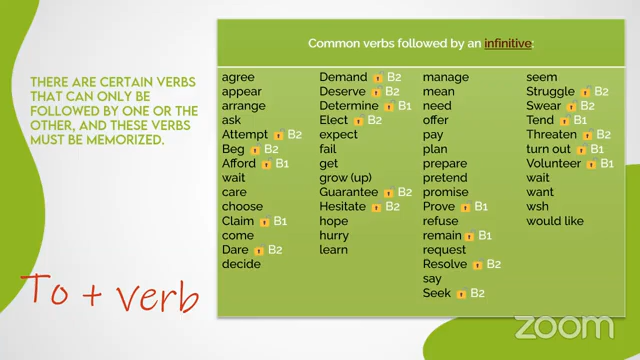 Common verbs followed by an infinitive:
THERE ARE CERTAIN VERBS
THAT CAN ONLY BE
FOLLOWED BY ONE OR THE
OTHER, AND THESE VERBS
MUST BE MEMORIZED.
To + verb
agree
appear
arrange
ask
Attempt 🔒 B2
Beg 🔒 B2
Afford 🔒 B1
wait
care
choose
Claim 🔒 B1
come
Dare 🔒 B2
decide
Demand 🔒 B2
Deserve 🔒 B2
Determine 🔒 B1
Elect 🔒 B2
expect
fail
get
grow (up)
Guarantee 🔒 B2
Hesitate 🔒 B2
hope
hurry
learn
manage
mean
need
offer
pay
plan
prepare
pretend
promise
Prove 🔒 B1
refuse
remain 🔒 B1
request
Resolve 🔒 B2
say
Seek 🔒 B2
seem
Struggle 🔒 B2
Swear 🔒 B2
Tend 🔒 B1
Threaten 🔒 B2
turn out 🔒 B1
Volunteer 🔒 B1
wait
want
wsh
would like
zoom